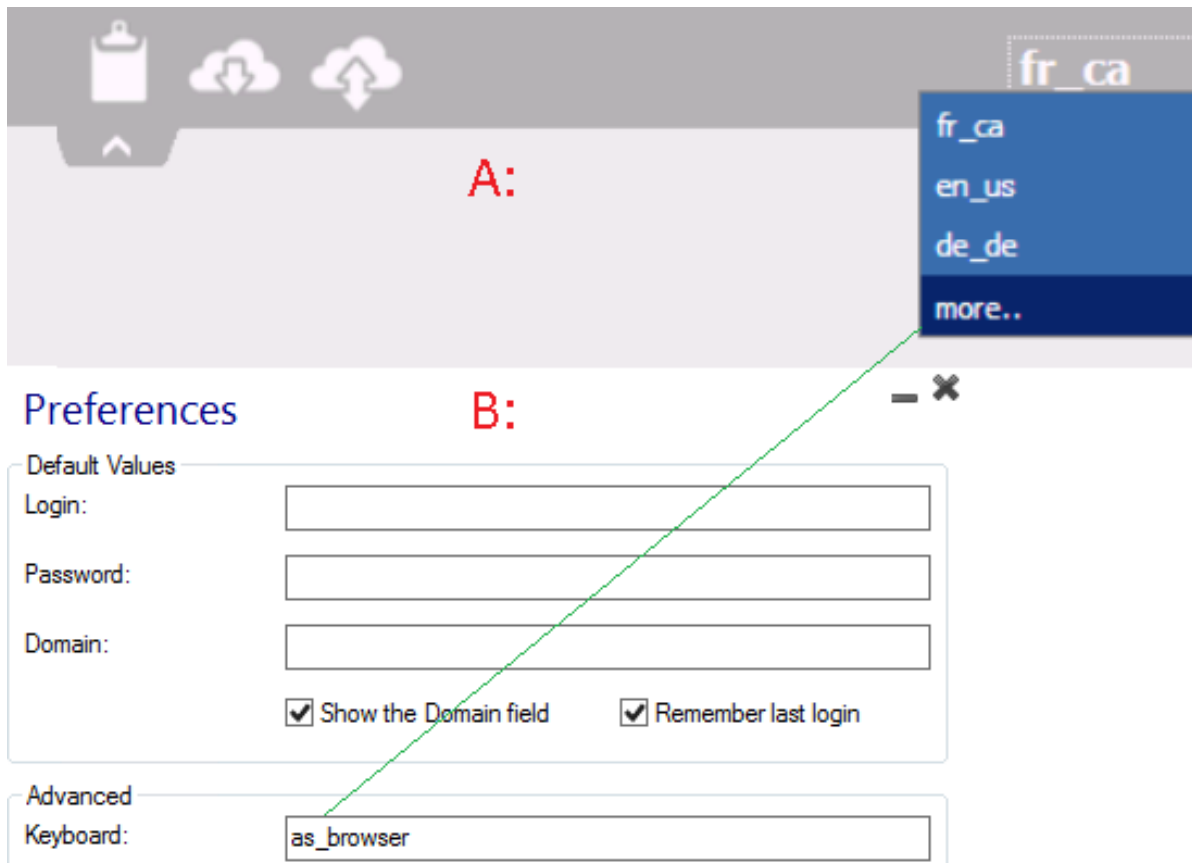 fr_ca
fr_ca
A:
en_us
de_de
more..
Preferences
B:
Default Values
Login:
Password:
Domain:
Show the Domain field
Remember last login
Advanced
Keyboard:
as_browser